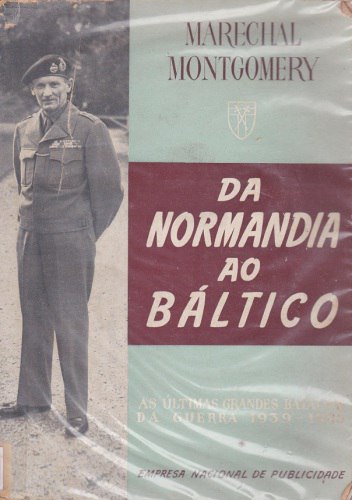 MARECHAL
MONTGOMERY
DA
NORMANDIA
AO
BÁLTICO
AS ÚLTIMAS GRANDES
DA GUERRA 1939
EMPRESA NACIONAL DE PUBLICIDADE